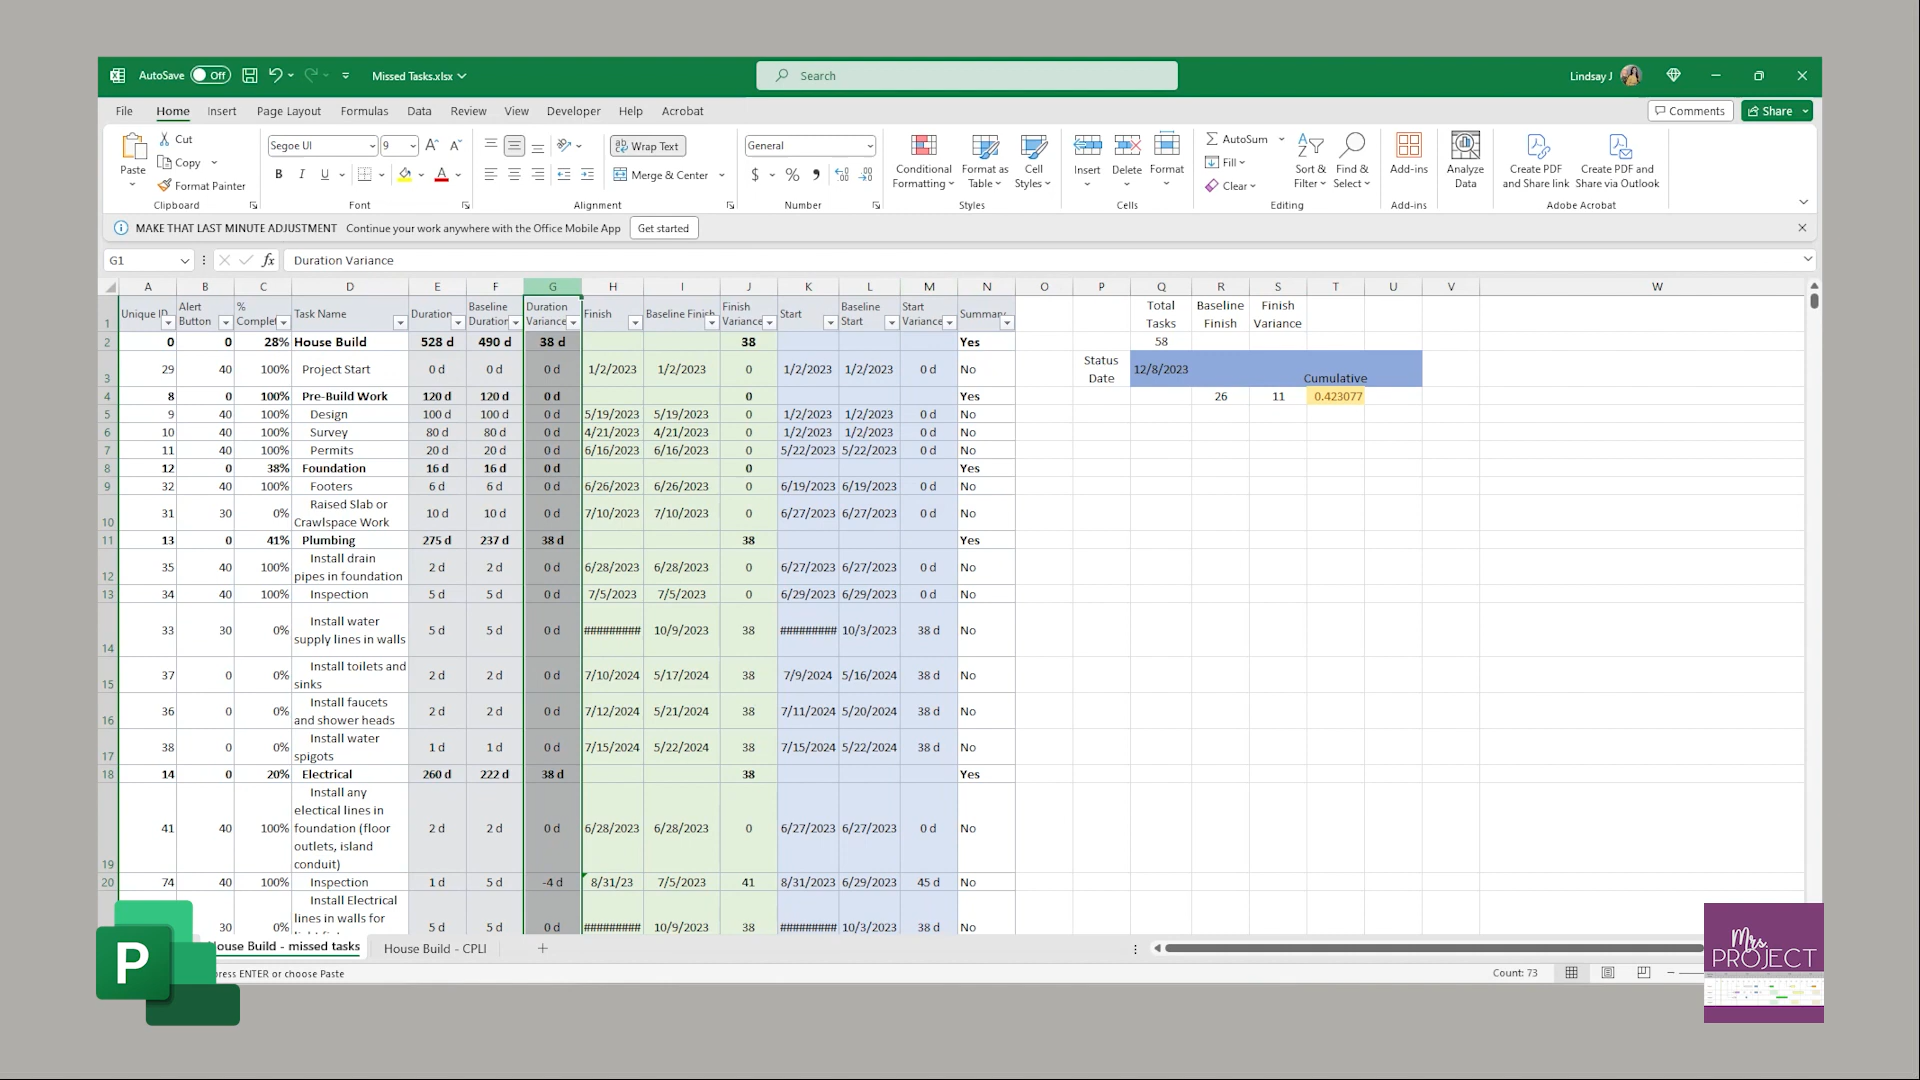 AutoSave Off Missed Tasks.xlsx Search Lindsay J
File Home Insert Page Layout Formulas Data Review View Developer Help Acrobat Comments Share
Paste Cut Copy Format Painter Clipboard
Segoe UI 9 B I U A Font
Wrap Text Merge & Center Alignment
General $ % , Number
Conditional Formatting Format as Table Cell Styles Styles
Insert Delete Format Cells
AutoSum Fill Clear Sort & Filter Find & Select Editing
Add-ins Add-ins
Analyze Data
Create PDF and Share link Create PDF and Share via Outlook Adobe Acrobat
MAKE THAT LAST MINUTE ADJUSTMENT Continue your work anywhere with the Office Mobile App Get started
G1 fx Duration Variance
A B C D E F G H I J K L M N O P Q R S T U V W
1 Unique ID Alert Button % Complet Task Name Duration Baseline Duration Duration Variance Finish Baseline Finish Finish Variance Start Baseline Start Start Variance Summary Total Tasks Baseline Finish Finish Variance
2 0 0 28% House Build 528 d 490 d 38 d 38 Yes 58
3 29 40 100% Project Start 0 d 0 d 0 d 1/2/2023 1/2/2023 0 1/2/2023 1/2/2023 0 d No Status Date 12/8/2023 Cumulative
4 8 0 100% Pre-Build Work 120 d 120 d 0 d 0 Yes 26 11 0.423077
5 9 40 100% Design 100 d 100 d 0 d 5/19/2023 5/19/2023 0 1/2/2023 1/2/2023 0 d No
6 10 40 100% Survey 80 d 80 d 0 d 4/21/2023 4/21/2023 0 1/2/2023 1/2/2023 0 d No
7 11 40 100% Permits 20 d 20 d 0 d 6/16/2023 6/16/2023 0 5/22/2023 5/22/2023 0 d No
8 12 0 38% Foundation 16 d 16 d 0 d 0 Yes
9 32 40 100% Footers 6 d 6 d 0 d 6/26/2023 6/26/2023 0 6/19/2023 6/19/2023 0 d No
10 31 30 0% Raised Slab or Crawlspace Work 10 d 10 d 0 d 7/10/2023 7/10/2023 0 6/27/2023 6/27/2023 0 d No
11 13 0 41% Plumbing 275 d 237 d 38 d 38 Yes
12 35 40 100% Install drain pipes in foundation 2 d 2 d 0 d 6/28/2023 6/28/2023 0 6/27/2023 6/27/2023 0 d No
13 34 40 100% Inspection 5 d 5 d 0 d 7/5/2023 7/5/2023 0 6/29/2023 6/29/2023 0 d No
14 33 30 0% Install water supply lines in walls 5 d 5 d 0 d ######### 10/9/2023 38 ######### 10/3/2023 38 d No
15 37 0 0% Install toilets and sinks 2 d 2 d 0 d 7/10/2024 5/17/2024 38 7/9/2024 5/16/2024 38 d No
16 36 0 0% Install faucets and shower heads 2 d 2 d 0 d 7/12/2024 5/21/2024 38 7/11/2024 5/20/2024 38 d No
17 38 0 0% Install water spigots 1 d 1 d 0 d 7/15/2024 5/22/2024 38 7/15/2024 5/22/2024 38 d No
18 14 0 20% Electrical 260 d 222 d 38 d 38 Yes
19 41 40 100% Install any electical lines in foundation (floor outlets, island conduit) 2 d 2 d 0 d 6/28/2023 6/28/2023 0 6/27/2023 6/27/2023 0 d No
20 74 40 100% Inspection 1 d 5 d -4 d 8/31/23 7/5/2023 41 8/31/2023 6/29/2023 45 d No
30 0% Install Electrical lines in walls for 5 d 5 d 0 d ######### 10/9/2023 38 ######### 10/3/2023 38 d No
House Build - missed tasks House Build - CPLI
press ENTER or choose Paste Count: 73
P
Mrs. PROJECT